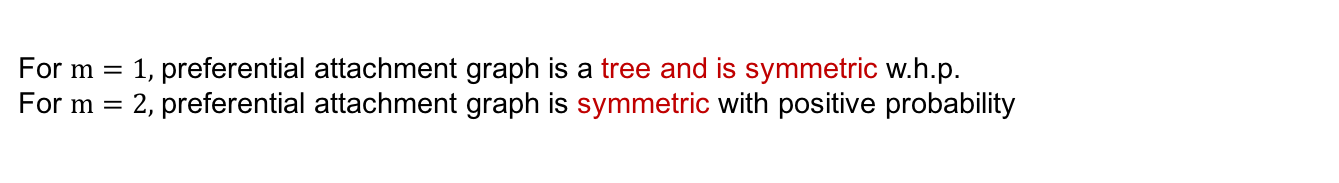 For m = 1, preferential attachment graph is a tree and is symmetric w.h.p.
For m = 2, preferential attachment graph is symmetric with positive probability